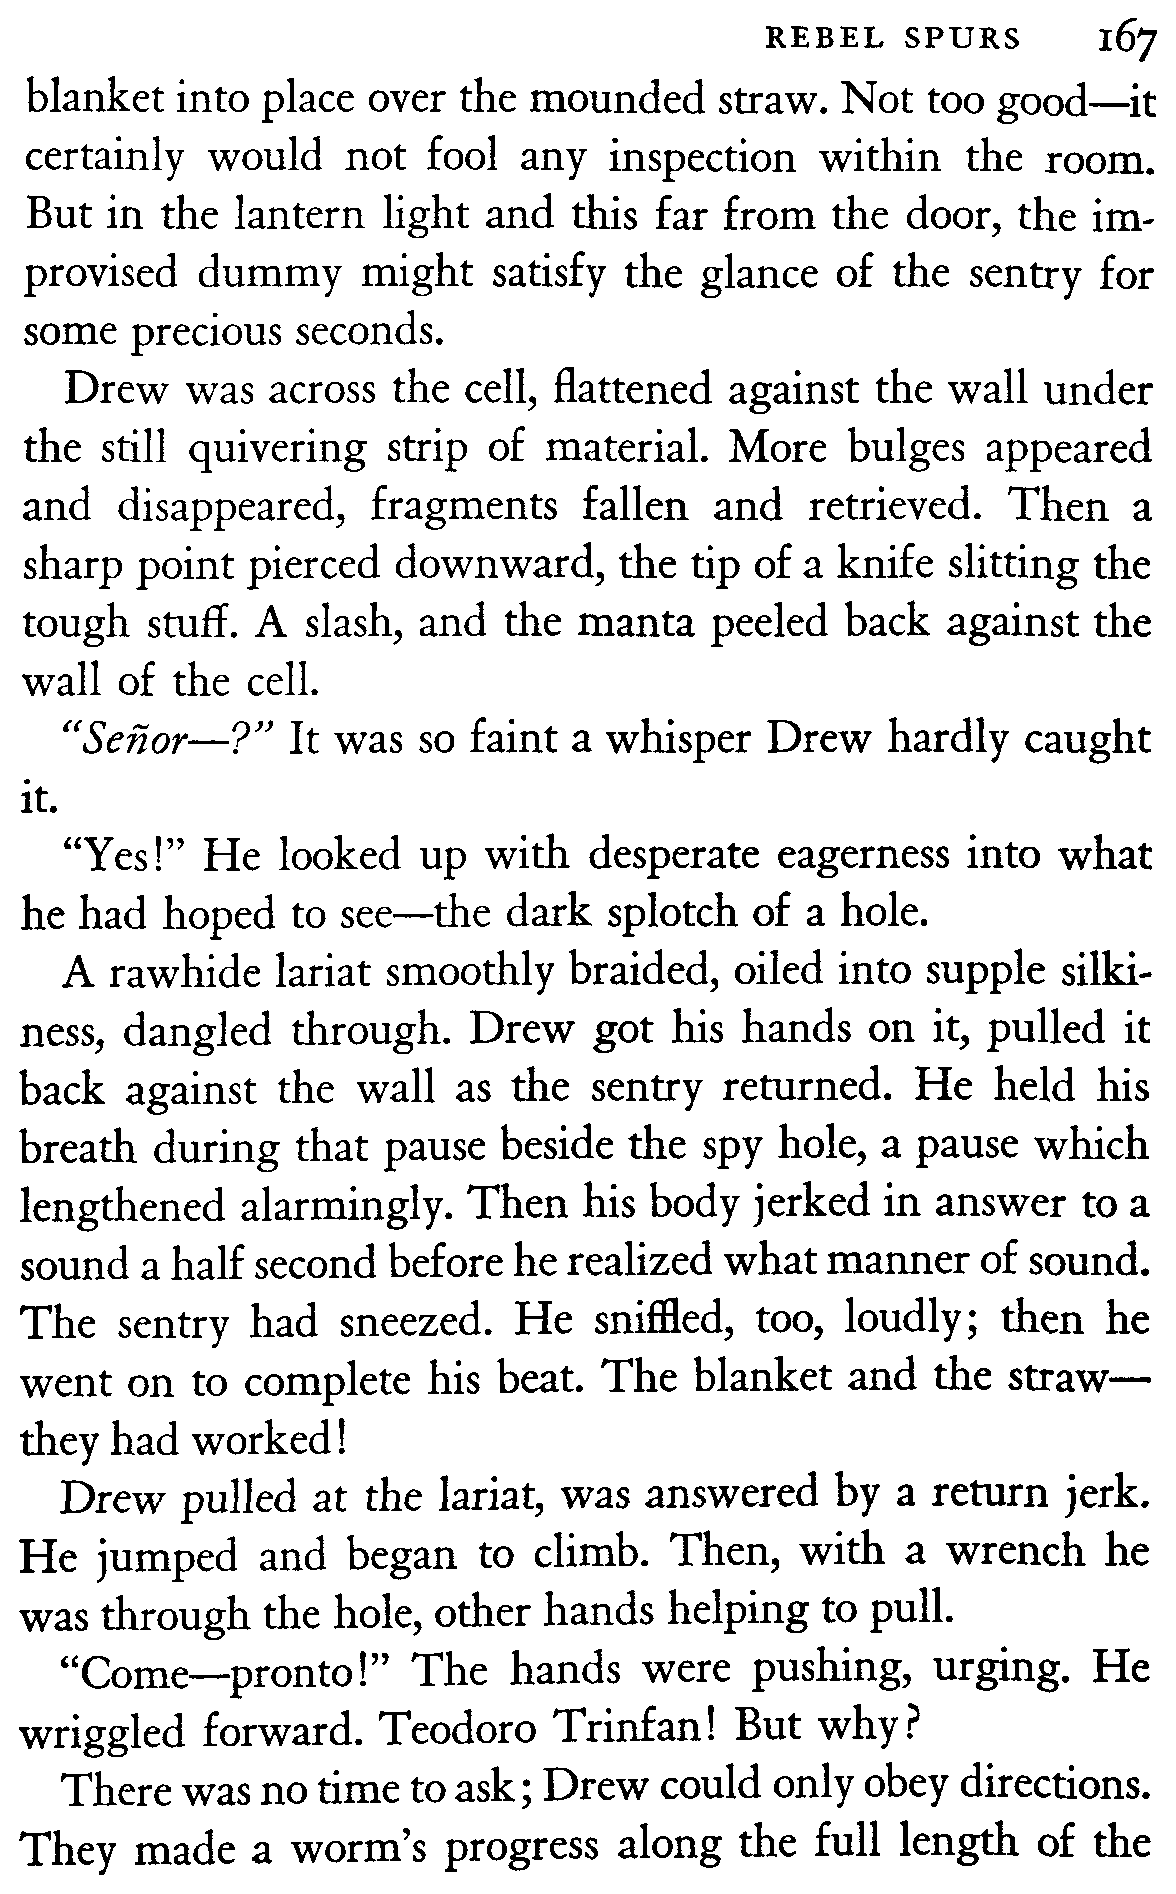 REBEL SPURS 167
blanket into place over the mounded straw. Not too good—it
certainly would not fool any inspection within the room.
But in the lantern light and this far from the door, the im-
provised dummy might satisfy the glance of the sentry for
some precious seconds.
Drew was across the cell, flattened against the wall under
the still quivering strip of material. More bulges appeared
and disappeared, fragments fallen and retrieved. Then a
sharp point pierced downward, the tip of a knife slitting the
tough stuff. A slash, and the manta peeled back against the
wall of the cell.
“Señor—?” It was so faint a whisper Drew hardly caught
it.
“Yes!” He looked up with desperate eagerness into what
he had hoped to see—the dark splotch of a hole.
A rawhide lariat smoothly braided, oiled into supple silki-
ness, dangled through. Drew got his hands on it, pulled it
back against the wall as the sentry returned. He held his
breath during that pause beside the spy hole, a pause which
lengthened alarmingly. Then his body jerked in answer to a
sound a half second before he realized what manner of sound.
The sentry had sneezed. He sniffled, too, loudly; then he
went on to complete his beat. The blanket and the straw—
they had worked!
Drew pulled at the lariat, was answered by a return jerk.
He jumped and began to climb. Then, with a wrench he
was through the hole, other hands helping to pull.
“Come—pronto!” The hands were pushing, urging. He
wriggled forward. Teodoro Trinfan! But why?
There was no time to ask; Drew could only obey directions.
They made a worm’s progress along the full length of the